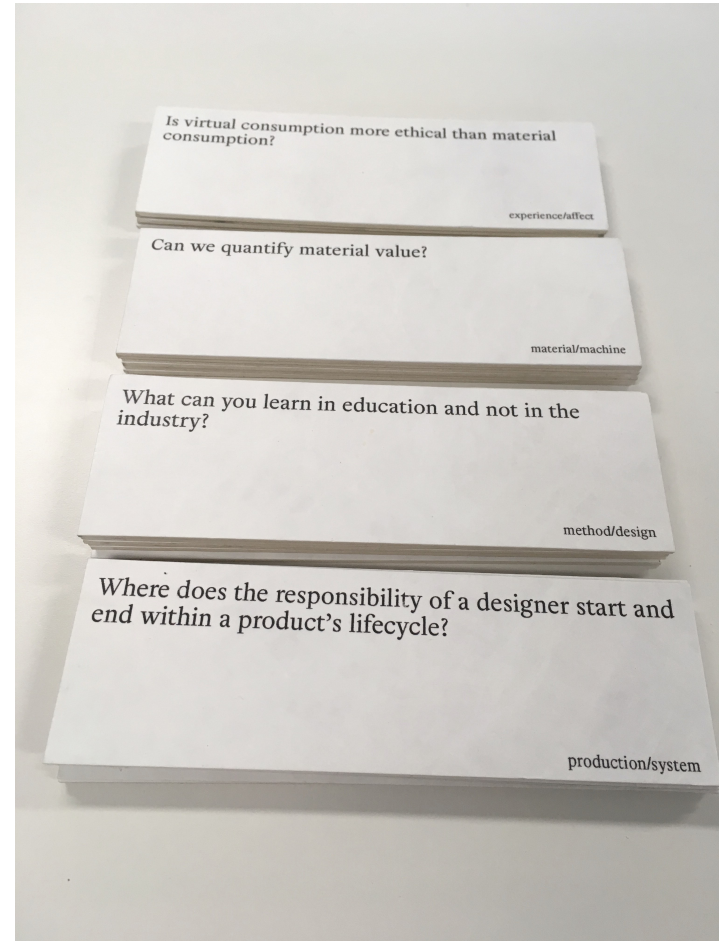 Is virtual consumption more ethical than material
consumption?
experience/affect
Can we quantify material value?
material/machine
What can you learn in education and not in the
industry?
method/design
Where does the responsibility of a designer start and
end within a product’s lifecycle?
production/system